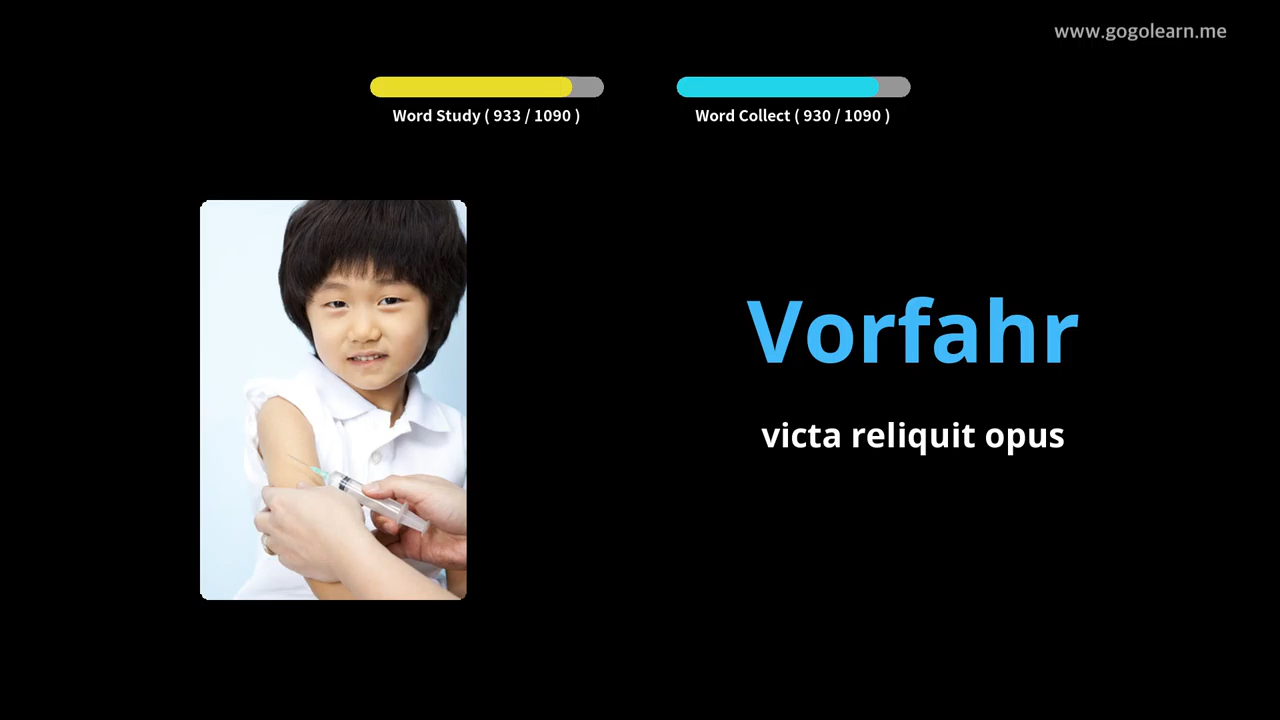 www.gogolearn.me
Word Study ( 933 / 1090 )
Word Collect ( 930 / 1090 )
Vorfahr
victa reliquit opus